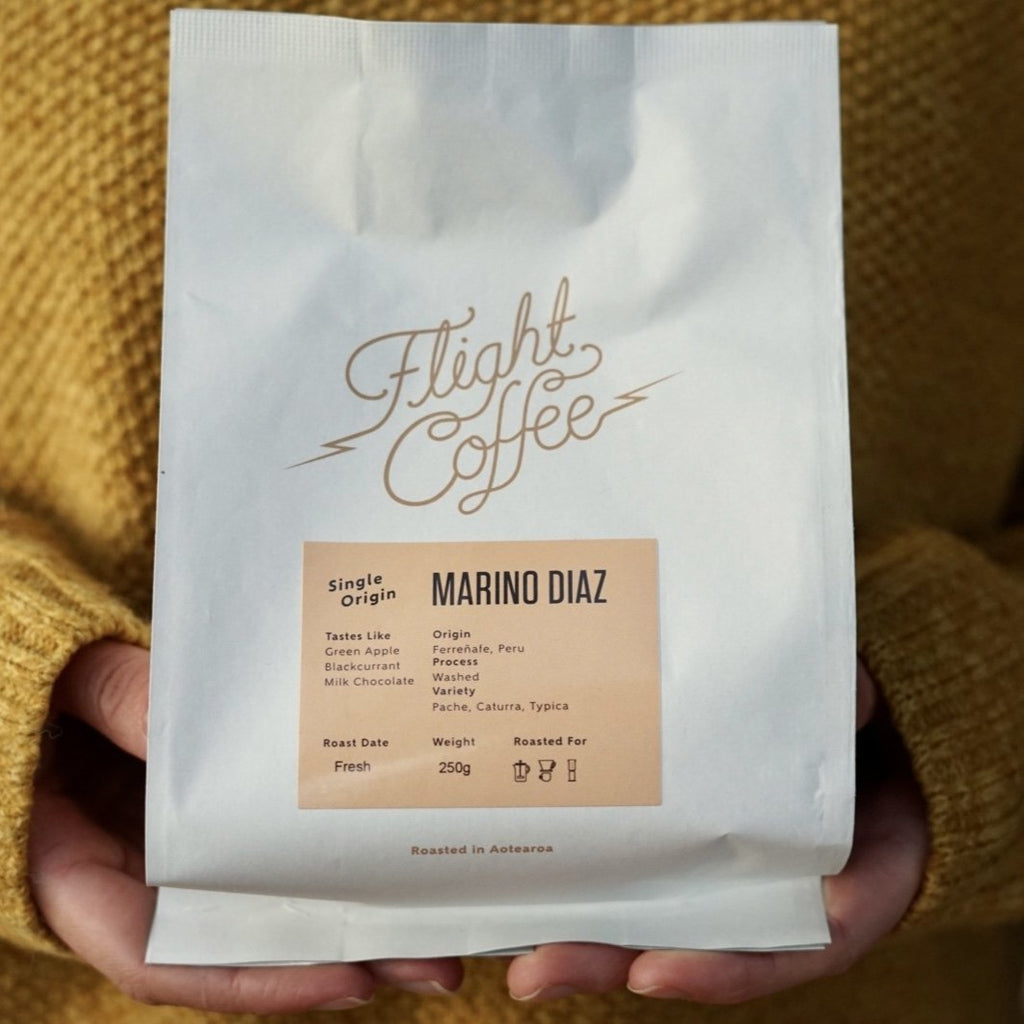 Flight
Coffee
Single
Origin
MARINO DIAZ
Tastes Like
Green Apple
Blackcurrant
Milk Chocolate
Origin
Ferreñafe, Peru
Process
Washed
Variety
Pache, Caturra, Typica
Roast Date
Fresh
Weight
250g
Roasted For
Roasted in Aotearoa